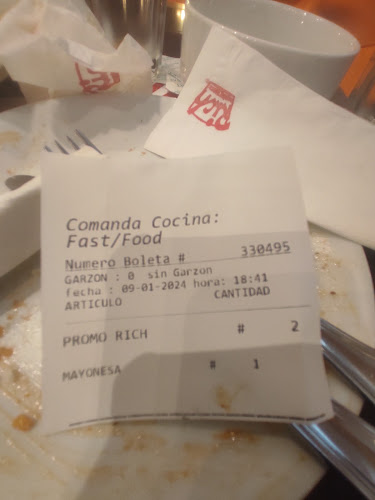 Comanda Cocina:
Fast/Food
Numero Boleta # 330495
GARZON : 0 sin Garzon
fecha : 09-01-2024 hora: 18:41
ARTICULO CANTIDAD
PROMO RICH # 2
MAYONESA # 1